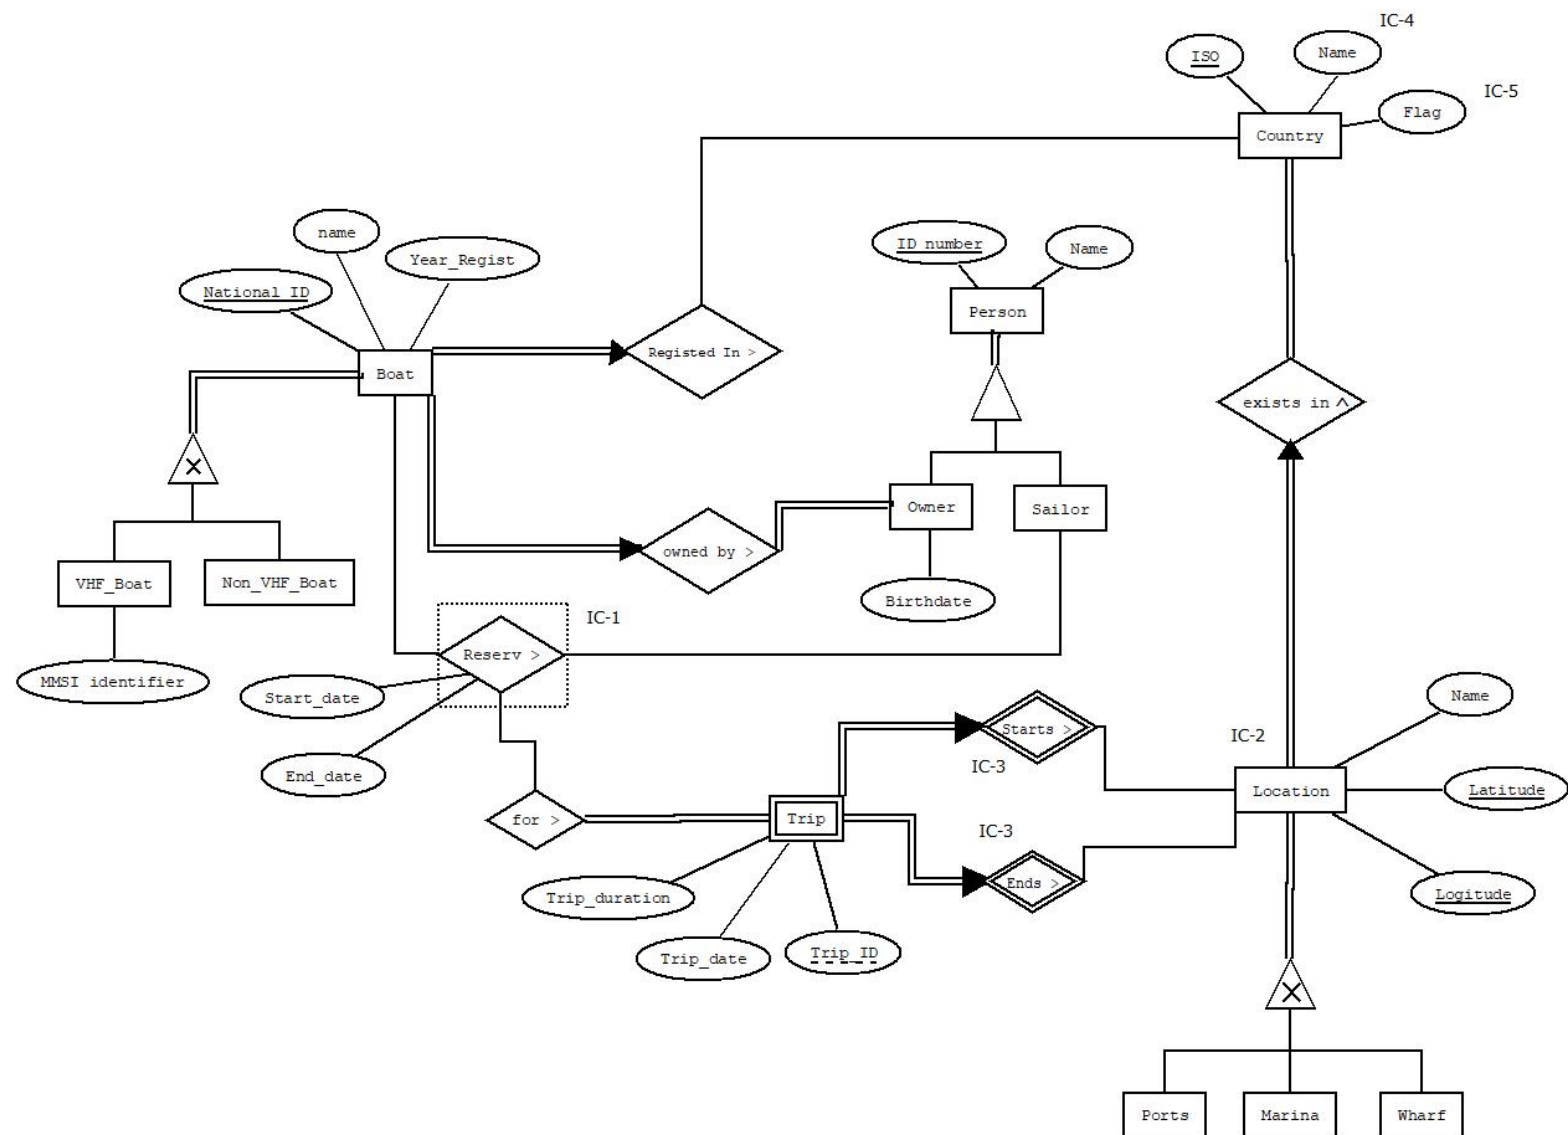 IC-4
ISO
Name
IC-5
Flag
Country
name
Year_Regist
National ID
ID number
Name
Person
Registed In >
Boat
exists in ^
Owner
Sailor
owned by >
VHF_Boat
Non_VHF_Boat
Birthdate
IC-1
Reserv >
MMSI identifier
Start_date
End_date
Name
Starts >
IC-2
IC-3
Location
Latitude
for >
Trip
IC-3
Ends >
Trip_duration
Logitude
Trip_date
Trip_ID
Ports
Marina
Wharf